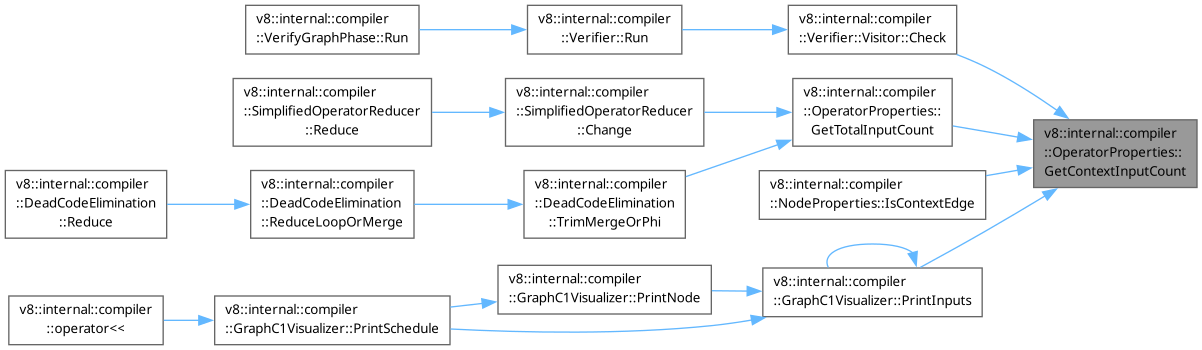 v8::internal::compiler
::VerifyGraphPhase::Run
v8::internal::compiler
::Verifier::Run
v8::internal::compiler
::Verifier::Visitor::Check
v8::internal::compiler
::SimplifiedOperatorReducer
::Reduce
v8::internal::compiler
::SimplifiedOperatorReducer
::Change
v8::internal::compiler
::OperatorProperties::
GetTotalInputCount
v8::internal::compiler
::OperatorProperties::
GetContextInputCount
v8::internal::compiler
::DeadCodeElimination
::Reduce
v8::internal::compiler
::DeadCodeElimination
::ReduceLoopOrMerge
v8::internal::compiler
::DeadCodeElimination
::TrimMergeOrPhi
v8::internal::compiler
::NodeProperties::IsContextEdge
v8::internal::compiler
::operator<<
v8::internal::compiler
::GraphC1Visualizer::PrintSchedule
v8::internal::compiler
::GraphC1Visualizer::PrintNode
v8::internal::compiler
::GraphC1Visualizer::PrintInputs